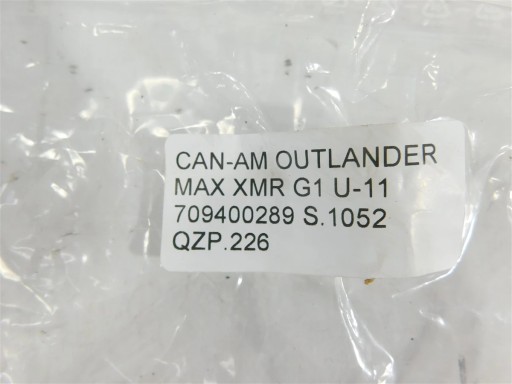 CAN-AM OUTLANDER
MAX XMR G1 U-11
709400289 S.1052
QZP.226